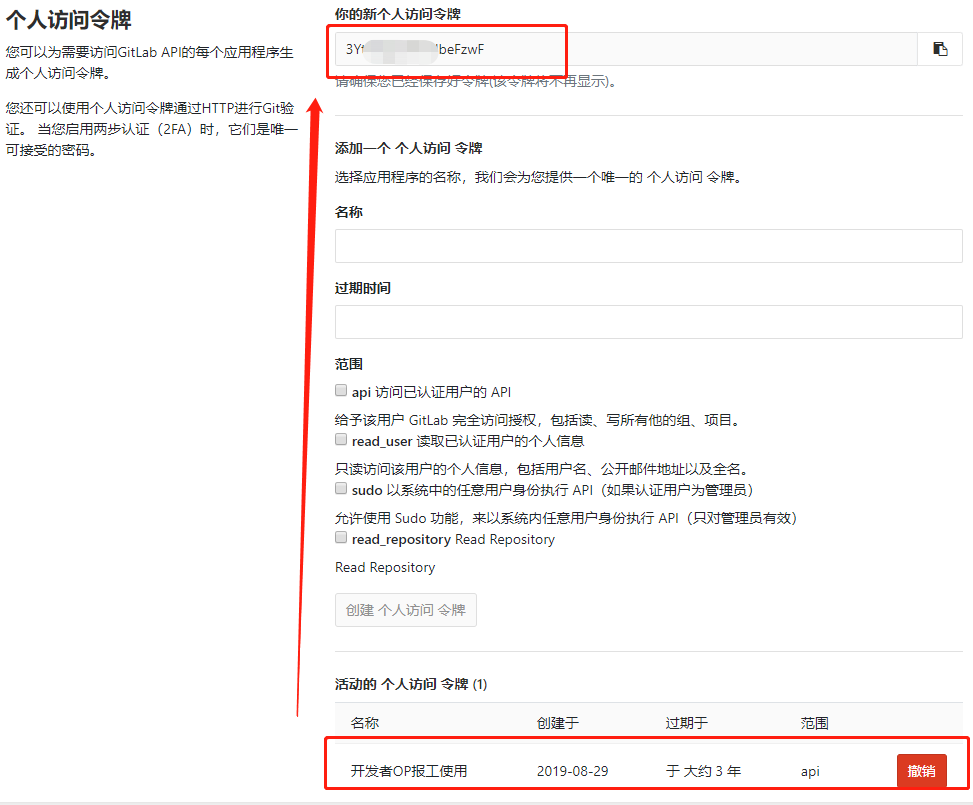 个人访问令牌
您可以为需要访问GitLab API的每个应用程序生
成个人访问令牌。
您还可以使用个人访问令牌通过HTTP进行Git验
证。 当您启用两步认证（2FA）时，它们是唯一
可接受的密码。
你的新个人访问令牌
请确保您已经保存好令牌(该令牌将不再显示)。
添加一个 个人访问 令牌
选择应用程序的名称，我们会为您提供一个唯一的 个人访问 令牌。
名称
过期时间
范围
api 访问已认证用户的 API
给予该用户 GitLab 完全访问授权，包括读、写所有他的组、项目。
read_user 读取已认证用户的个人信息
只读访问该用户的个人信息，包括用户名、公开邮件地址以及全名。
sudo 以系统中的任意用户身份执行 API（如果认证用户为管理员）
允许使用 Sudo 功能，来以系统内任意用户身份执行 API（只对管理员有效）
read_repository Read Repository
Read Repository
创建 个人访问 令牌
活动的 个人访问 令牌 (1)
名称 创建于 过期于 范围
开发者OP报工使用 2019-08-29 于 大约 3 年 api 撤销